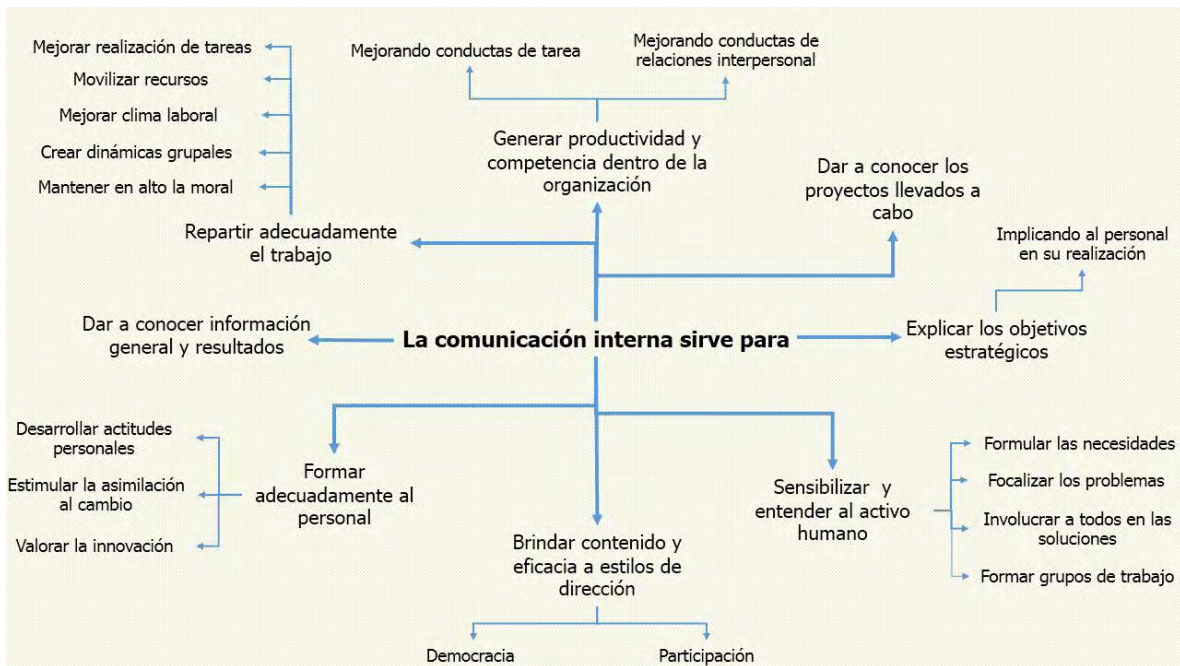 Mejorar realización de tareas
Movilizar recursos
Mejorar clima laboral
Crear dinámicas grupales
Mantener en alto la moral
Repartir adecuadamente
el trabajo
Mejorando conductas de tarea
Mejorando conductas de
relaciones interpersonal
Generar productividad y
competencia dentro de la
organización
Dar a conocer los
proyectos llevados a
cabo
Implicando al personal
en su realización
Dar a conocer información
general y resultados
La comunicación interna sirve para
Explicar los objetivos
estratégicos
Desarrollar actitudes
personales
Estimular la asimilación
al cambio
Valorar la innovación
Formar
adecuadamente al
personal
Brindar contenido y
eficacia a estilos de
dirección
Democracia
Participación
Sensibilizar y
entender al activo
humano
Formular las necesidades
Focalizar los problemas
Involucrar a todos en las
soluciones
Formar grupos de trabajo